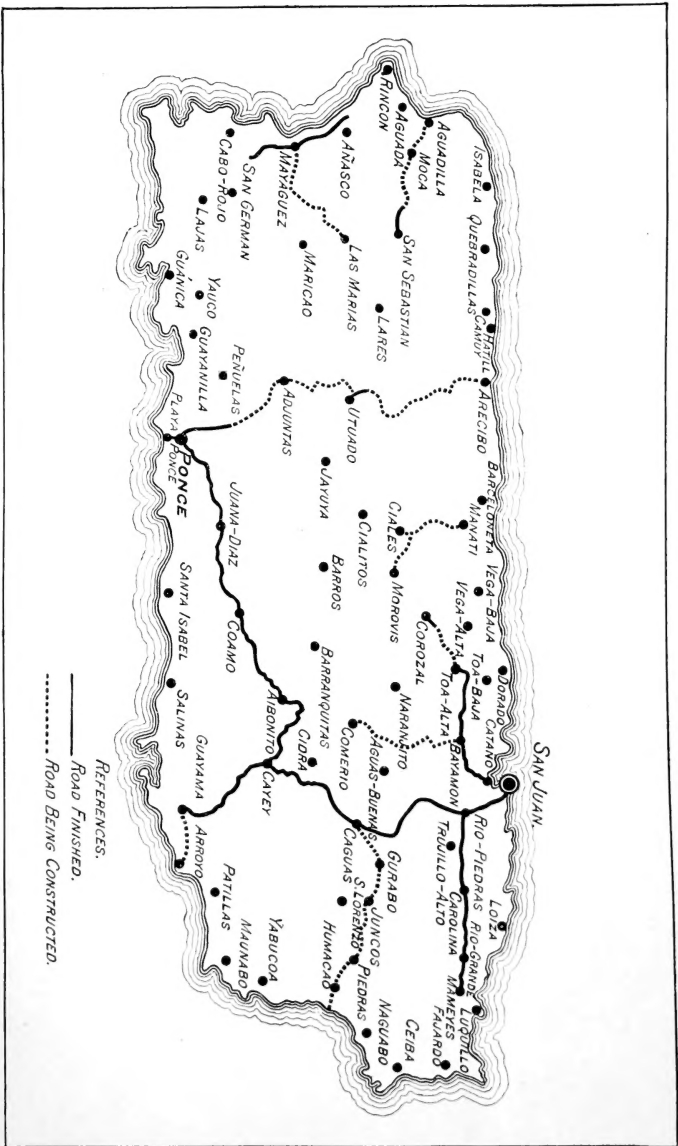 SAN JUAN.
ISABELA
QUEBRADILLAS
CAMUY
HATILL
ARECIBO
BARCELONETA
MANATI
VEGA-BAJA
VEGA-ALTA
DORADO
TOA-BAJA
CATAÑO
TOA-ALTA
BAYAMON
RIO-PIEDRAS
TRUJILLO-ALTO
CAROLINA
LOIZA
RIO-GRANDE
MAMEYES
LUQUILLO
FAJARDO
AGUADILLA
MOCA
AGUADA
RINCON
SAN SEBASTIAN
LARES
AÑASCO
LAS MARIAS
MAYAGUEZ
MARICAO
UTUADO
CIALES
MOROVIS
COROZAL
NARANJITO
CIALITOS
JAYUYA
BARROS
BARRANQUITAS
COMERIO
AGUAS-BUENAS
CIDRA
CAGUAS
GURABO
JUNCOS
S. LORENZO
PIEDRAS
HUMACAO
NAGUABO
CEIBA
SAN GERMAN
CABO-ROJO
LAJAS
GUÁNICA
YAUCO
GUAYANILLA
PEÑUELAS
ADJUNTAS
PLAYA PONCE
PONCE
JUANA-DIAZ
COAMO
AIBONITO
CAYEY
SANTA ISABEL
SALINAS
GUAYAMA
ARROYO
PATILLAS
MAUNABO
YABUCOA
REFERENCES.
ROAD FINISHED.
ROAD BEING CONSTRUCTED.